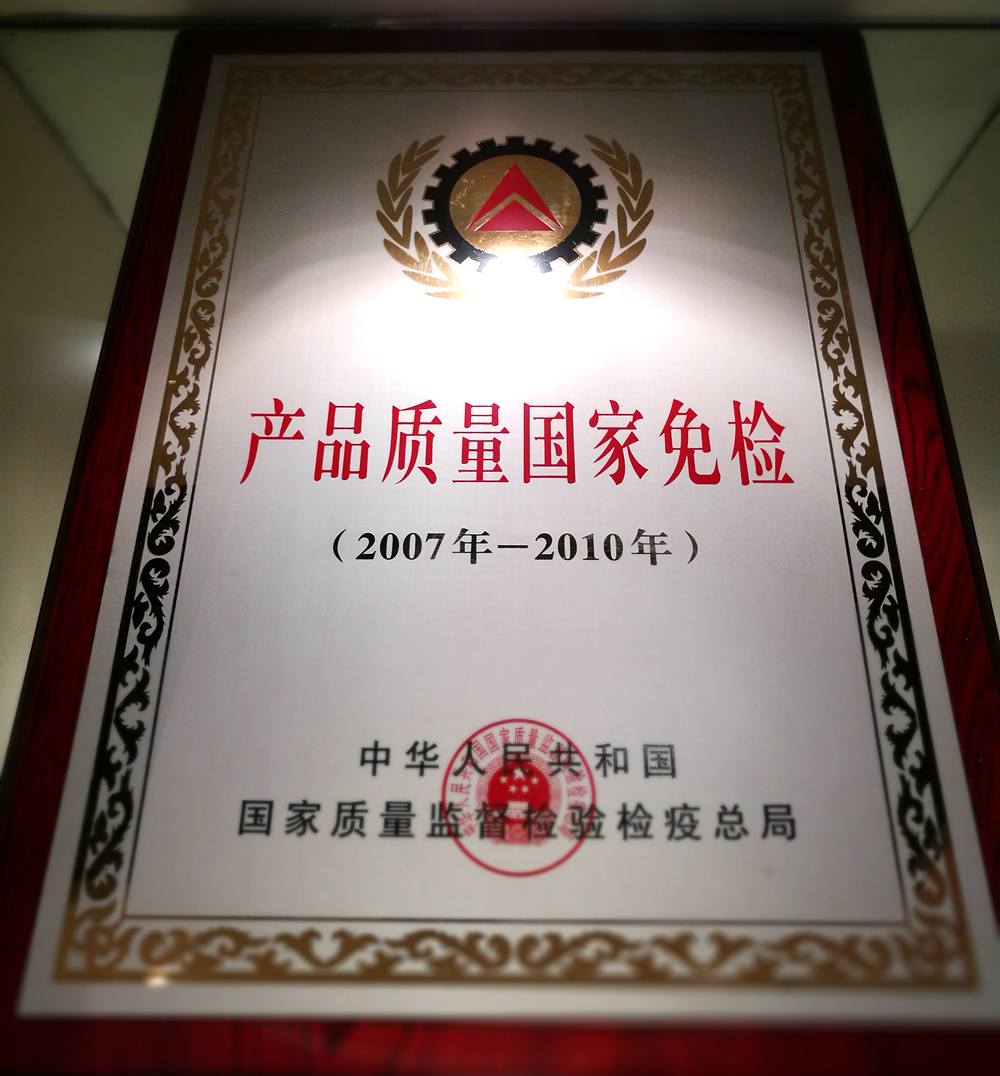 产品质量国家免检
（2007年－2010年）
中华人民共和国
国家质量监督检验检疫总局